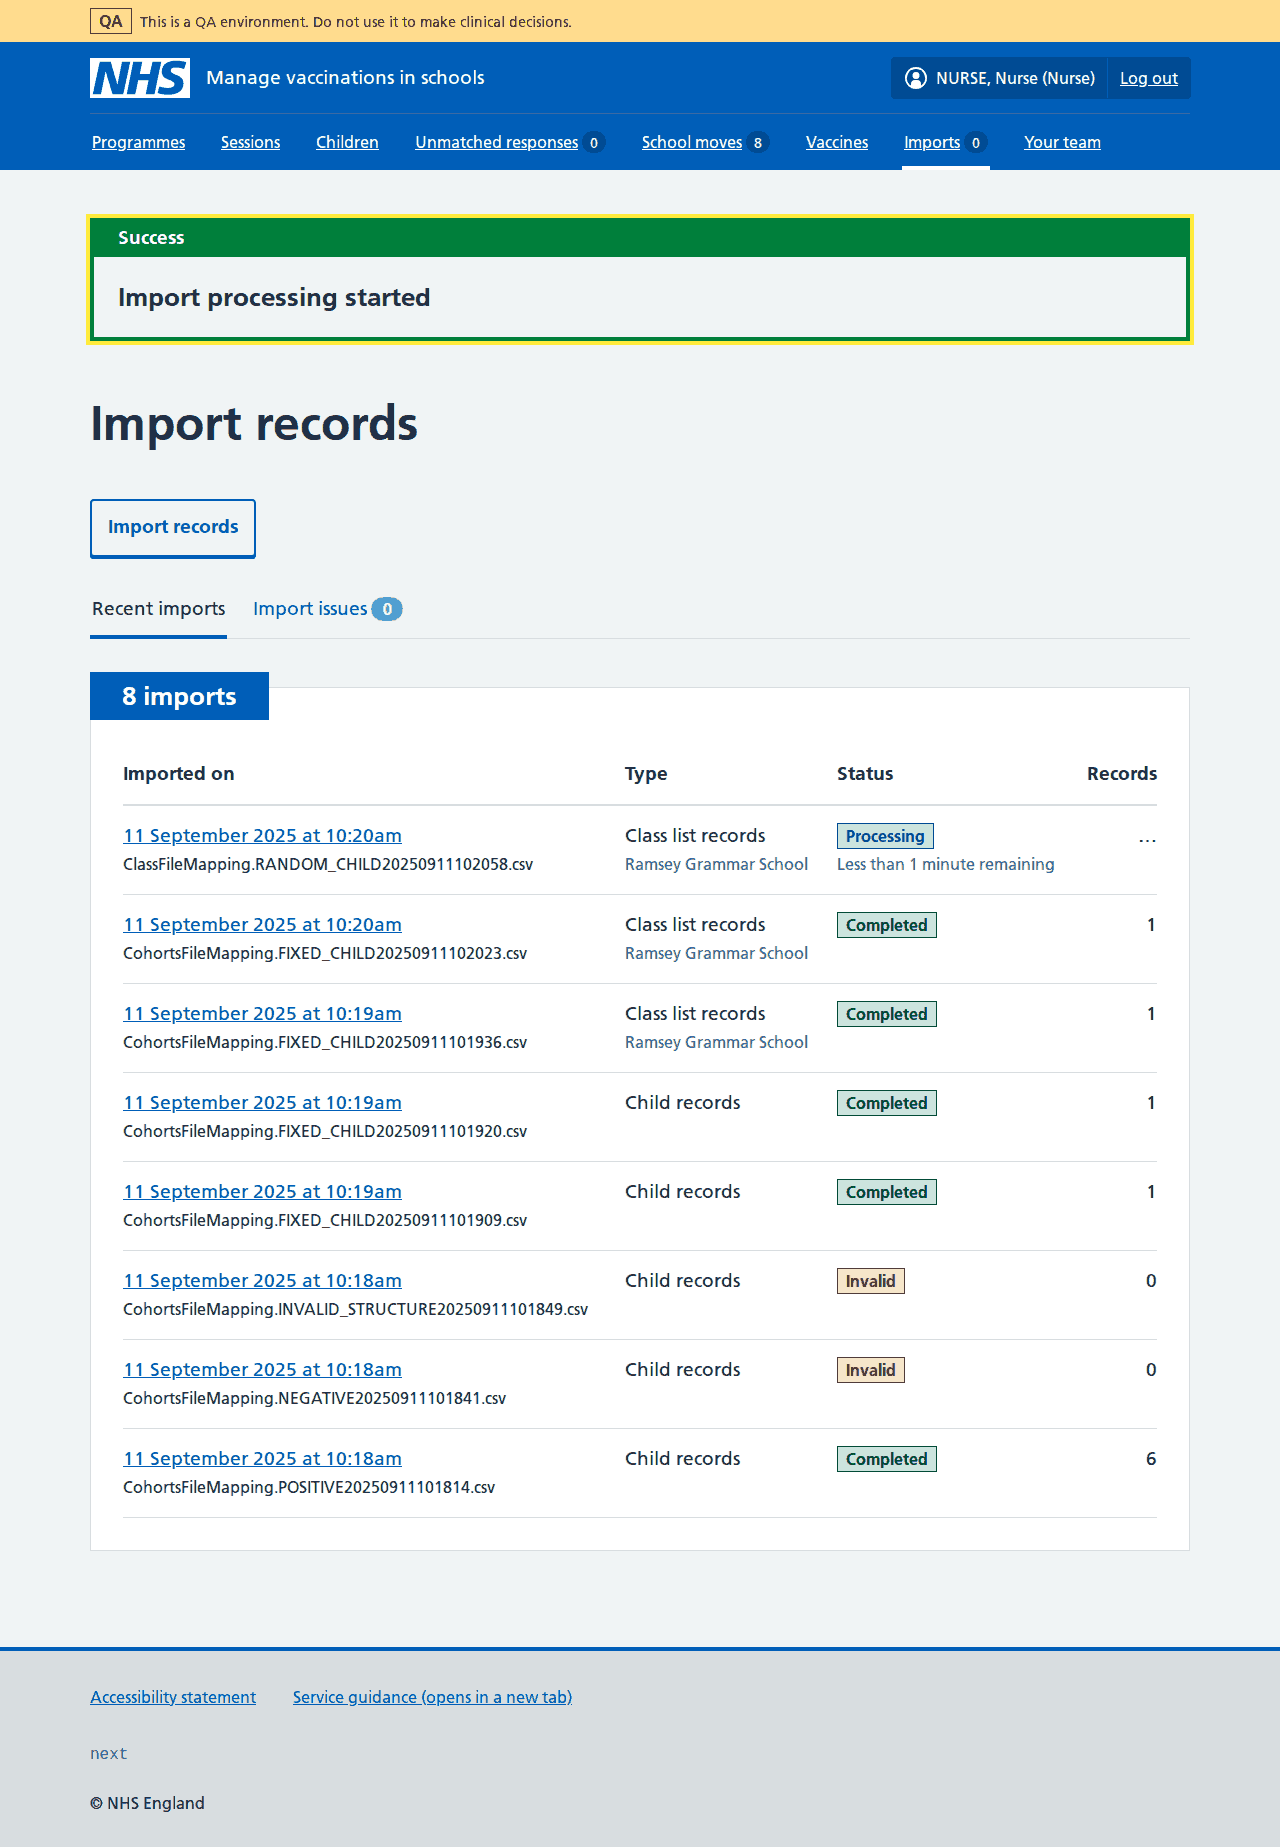 QA This is a QA environment. Do not use it to make clinical decisions.
NHS Manage vaccinations in schools NURSE, Nurse (Nurse) Log out
Programmes Sessions Children Unmatched responses 0 School moves 8 Vaccines Imports 0 Your team
Success
Import processing started
Import records
Import records
Recent imports Import issues 0
8 imports
Imported on Type Status Records
11 September 2025 at 10:20am Class list records Processing ...
ClassFileMapping.RANDOM_CHILD20250911102058.csv Ramsey Grammar School Less than 1 minute remaining
11 September 2025 at 10:20am Class list records Completed 1
CohortsFileMapping.FIXED_CHILD20250911102023.csv Ramsey Grammar School
11 September 2025 at 10:19am Class list records Completed 1
CohortsFileMapping.FIXED_CHILD20250911101936.csv Ramsey Grammar School
11 September 2025 at 10:19am Child records Completed 1
CohortsFileMapping.FIXED_CHILD20250911101920.csv
11 September 2025 at 10:19am Child records Completed 1
CohortsFileMapping.FIXED_CHILD20250911101909.csv
11 September 2025 at 10:18am Child records Invalid 0
CohortsFileMapping.INVALID_STRUCTURE20250911101849.csv
11 September 2025 at 10:18am Child records Invalid 0
CohortsFileMapping.NEGATIVE20250911101841.csv
11 September 2025 at 10:18am Child records Completed 6
CohortsFileMapping.POSITIVE20250911101814.csv
Accessibility statement Service guidance (opens in a new tab)
next
© NHS England